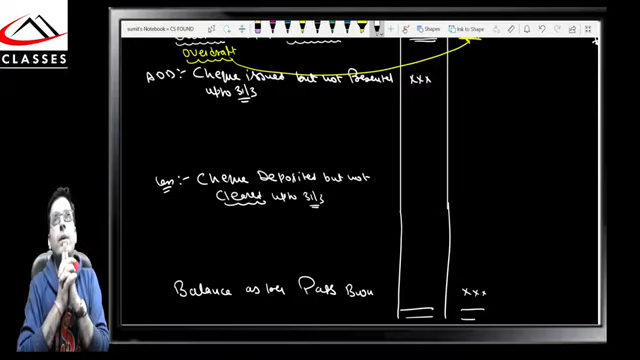 CLASSES
sumit's Notebook » CS-FOUND
Shapes
Ink to Shape
Overdraft
ADD:- Cheque issues but not Presented xxx
upto 31/3
Less:- Cheque Deposited but not
Cleared upto 31/3
Balance as per Pass Book xxx